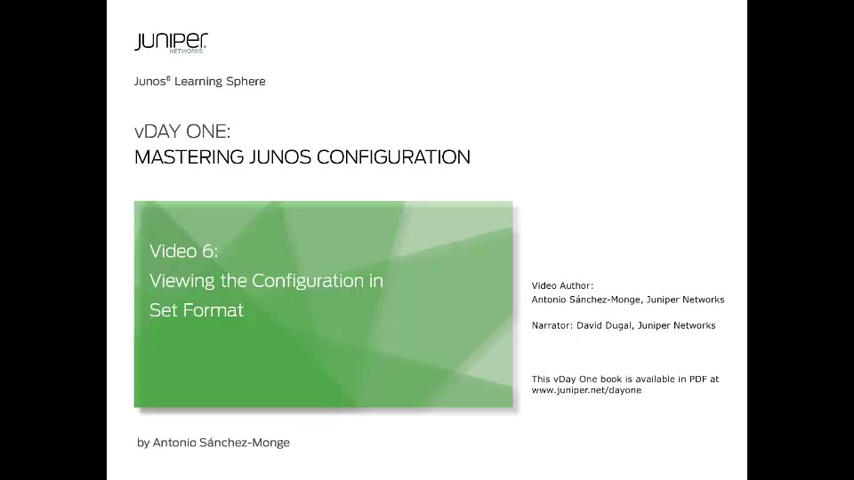 JUNIPER
NETWORKS
Junos® Learning Sphere
vDAY ONE:
MASTERING JUNOS CONFIGURATION
Video 6:
Viewing the Configuration in
Set Format
Video Author:
Antonio Sánchez-Monge, Juniper Networks
Narrator: David Dugal, Juniper Networks
This vDay One book is available in PDF at
www.juniper.net/dayone
by Antonio Sánchez-Monge